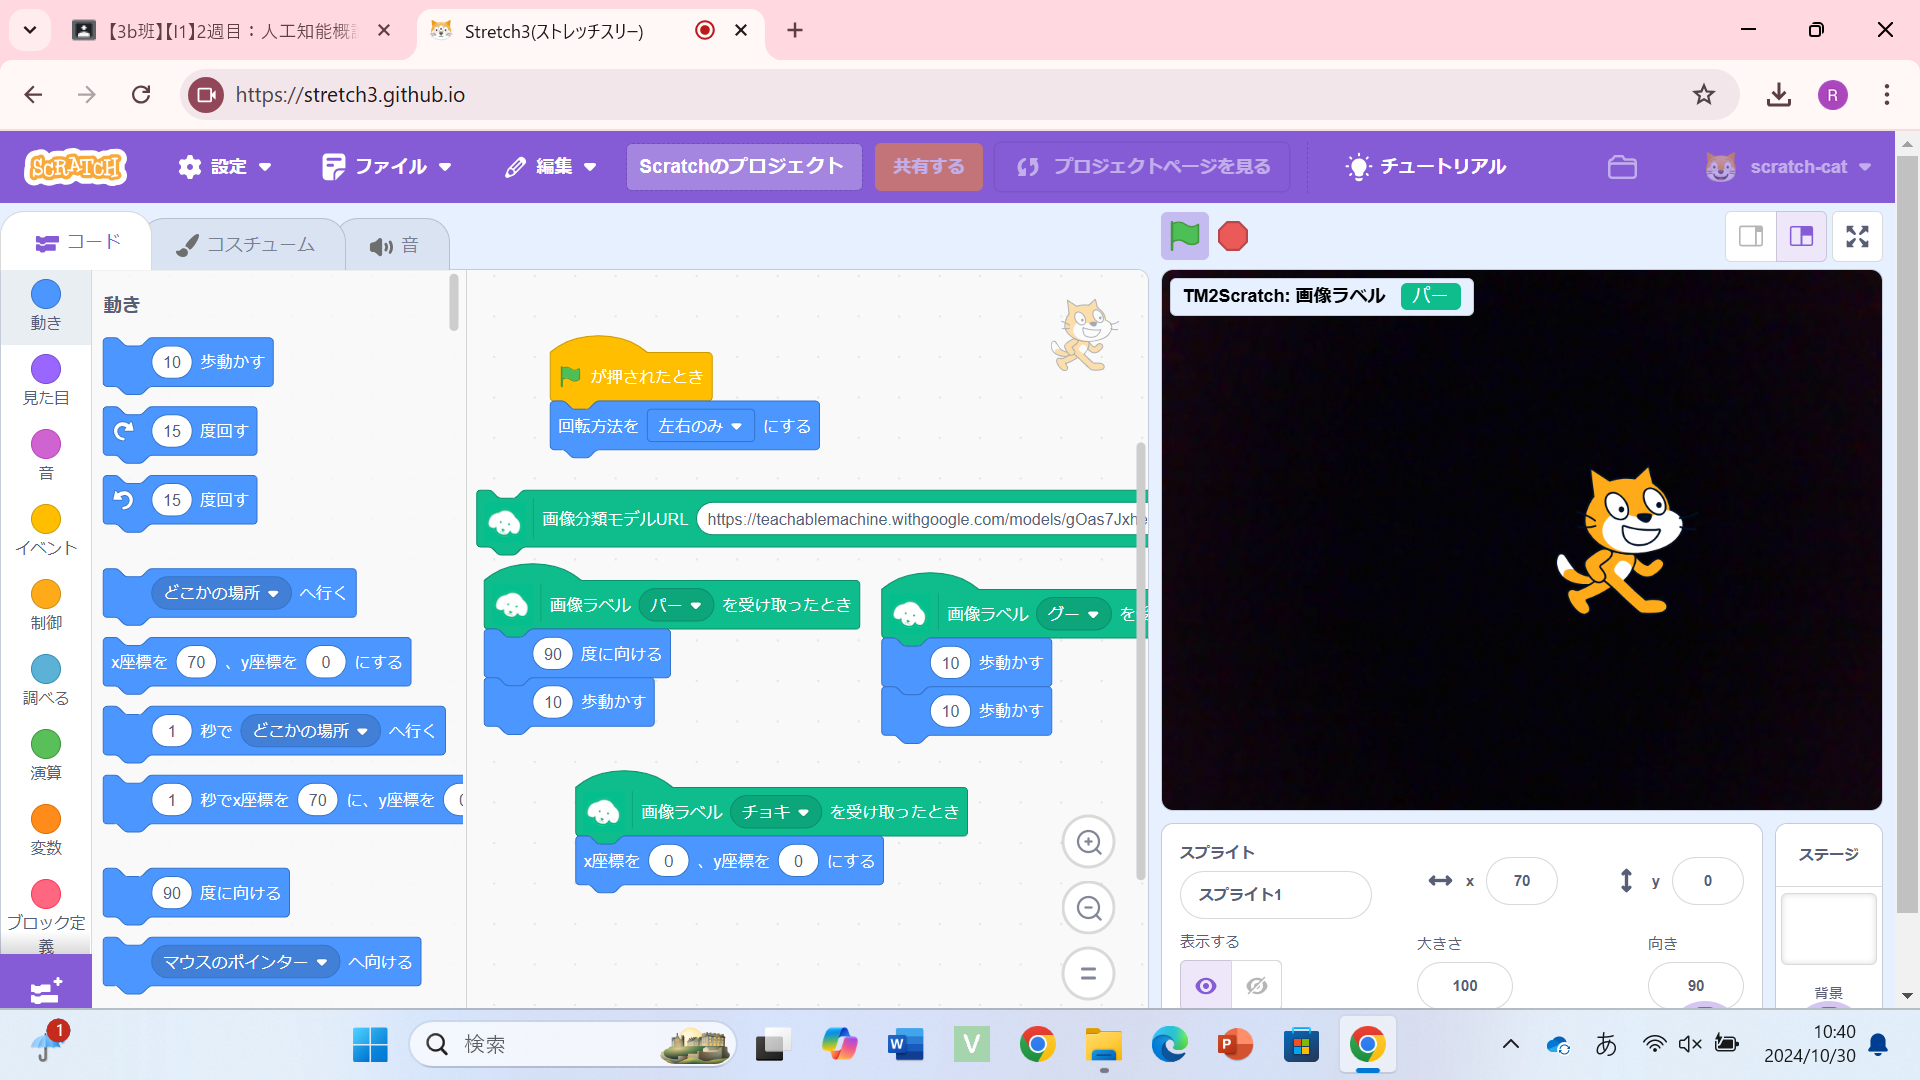 【3b班】【I1】2週目：人工知能概
Stretch3(ストレッチスリー)
https://stretch3.github.io
R
SCRATCH
設定
ファイル
編集
Scratchのプロジェクト
共有する
プロジェクトページを見る
チュートリアル
scratch-cat
コード
コスチューム
音
動き
見た目
音
イベント
制御
調べる
演算
変数
ブロック定義
動き
10 歩動かす
15 度回す
15 度回す
どこかの場所 へ行く
x座標を 70 、y座標を 0 にする
1 秒で どこかの場所 へ行く
1 秒でx座標を 70 に、y座標を
90 度に向ける
マウスのポインター へ向ける
が押されたとき
回転方法を 左右のみ にする
画像分類モデルURL https://teachablemachine.withgoogle.com/models/gOas7Jxh
画像ラベル パー を受け取ったとき
90 度に向ける
10 歩動かす
画像ラベル グー を
10 歩動かす
10 歩動かす
画像ラベル チョキ を受け取ったとき
x座標を 0 、y座標を 0 にする
TM2Scratch: 画像ラベル パー
スプライト
スプライト1
x 70
y 0
表示する
大きさ
100
向き
90
ステージ
背景
1
検索
あ
10:40
2024/10/30